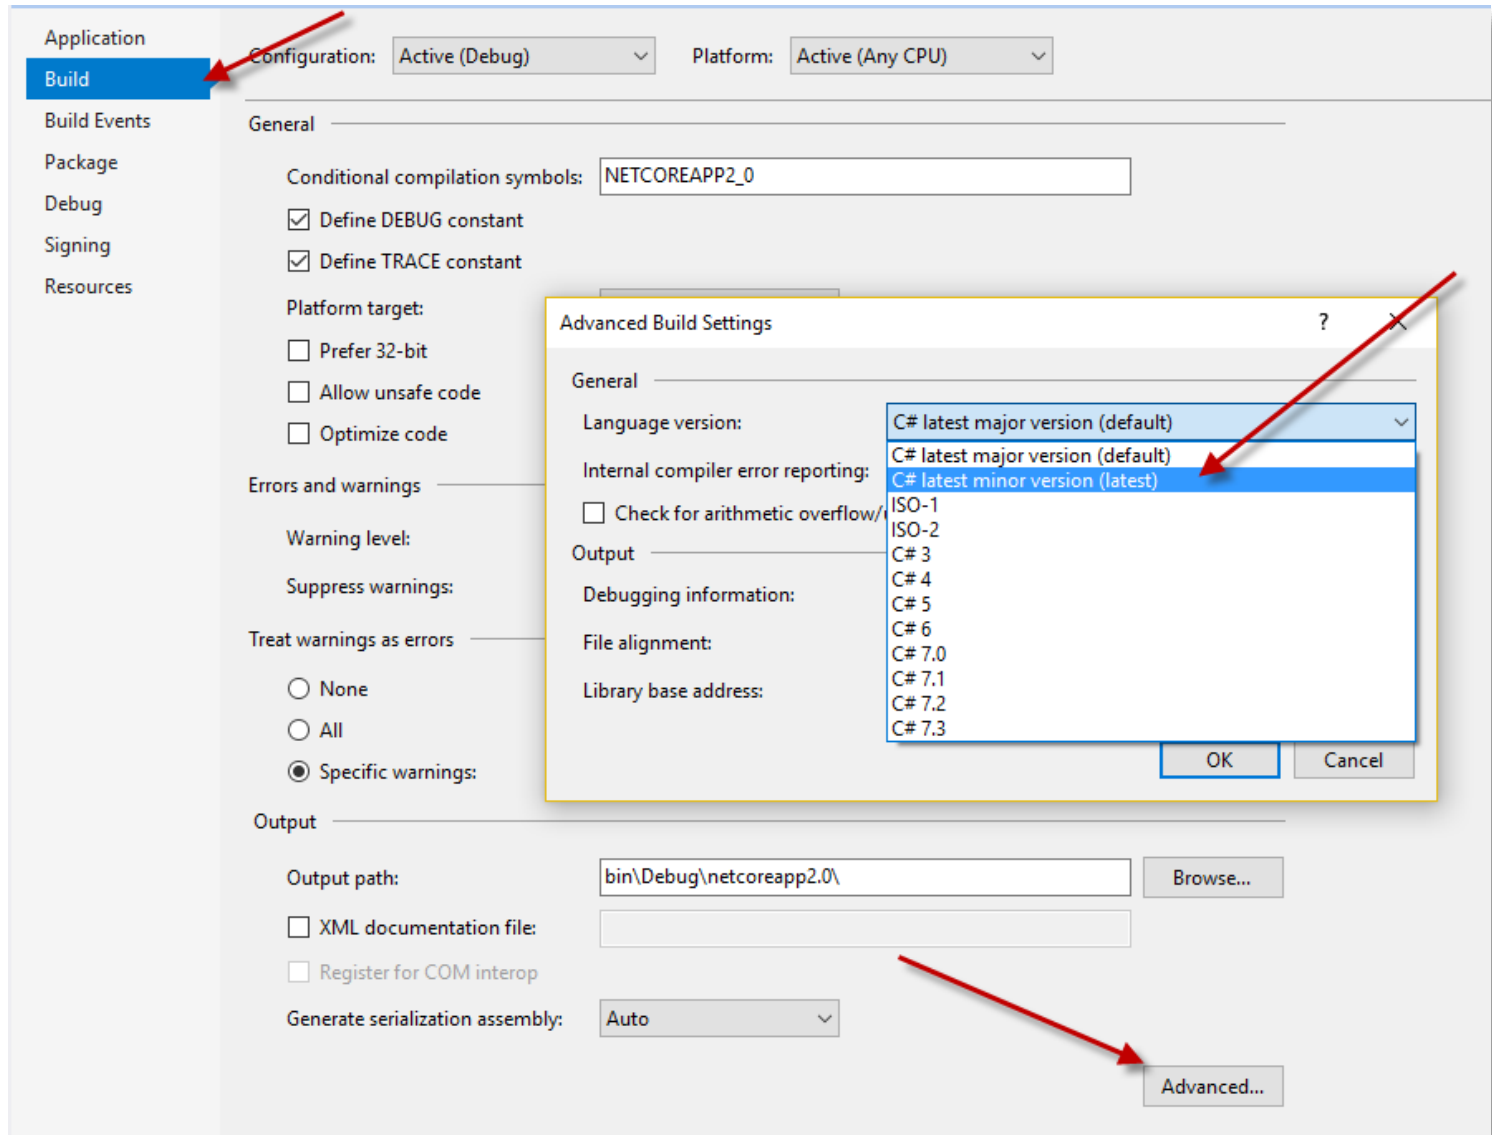 Application
Build
Build Events
Package
Debug
Signing
Resources
Configuration: Active (Debug) Platform: Active (Any CPU)
General
Conditional compilation symbols: NETCOREAPP2_0
Define DEBUG constant
Define TRACE constant
Platform target:
Prefer 32-bit
Allow unsafe code
Optimize code
Errors and warnings
Warning level:
Suppress warnings:
Treat warnings as errors
None
All
Specific warnings:
Output
Output path: bin\Debug\netcoreapp2.0\ Browse...
XML documentation file:
Register for COM interop
Generate serialization assembly: Auto
Advanced...
Advanced Build Settings ?
General
Language version: C# latest major version (default)
C# latest major version (default)
C# latest minor version (latest)
ISO-1
ISO-2
C# 3
C# 4
C# 5
C# 6
C# 7.0
C# 7.1
C# 7.2
C# 7.3
Internal compiler error reporting:
Check for arithmetic overflow/
Output
Debugging information:
File alignment:
Library base address:
OK Cancel